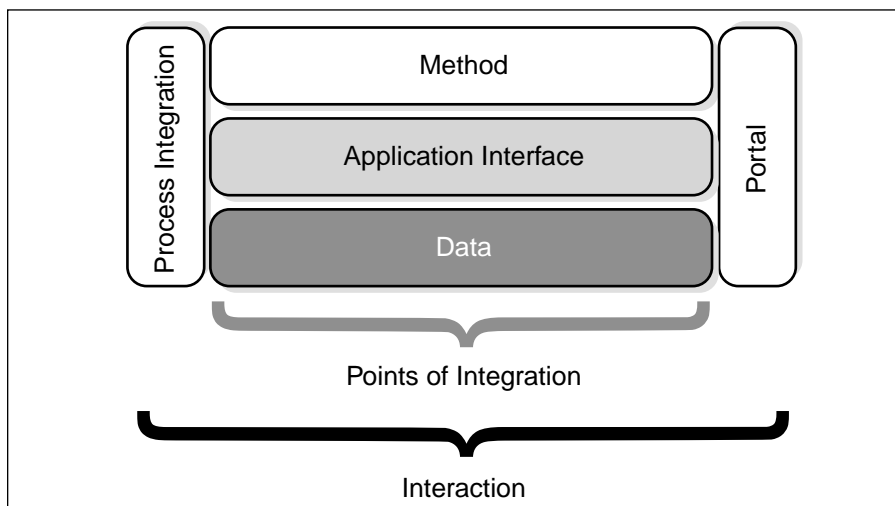 Process Integration
Method
Application Interface
Data
Portal
Points of Integration
Interaction